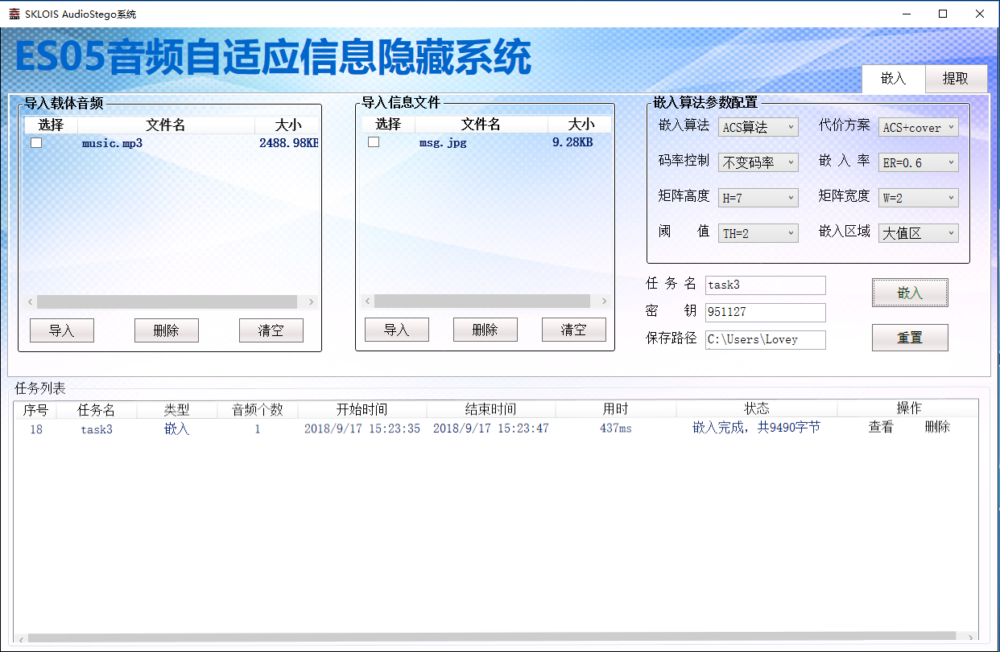 SKLOIS AudioStego系统
ES05音频自适应信息隐藏系统
嵌入 提取
导入载体音频
选择 文件名 大小
music.mp3 2488.98KB
导入 删除 清空
导入信息文件
选择 文件名 大小
msg.jpg 9.28KB
导入 删除 清空
嵌入算法参数配置
嵌入算法 ACS算法 代价方案 ACS+cover
码率控制 不变码率 嵌入率 ER=0.6
矩阵高度 H=7 矩阵宽度 W=2
阈值 TH=2 嵌入区域 大值区
任务名 task3
密钥 951127
保存路径 C:\Users\Lovey
嵌入
重置
任务列表
序号 任务名 类型 音频个数 开始时间 结束时间 用时 状态 操作
18 task3 嵌入 1 2018/9/17 15:23:35 2018/9/17 15:23:47 437ms 嵌入完成，共9490字节 查看 删除